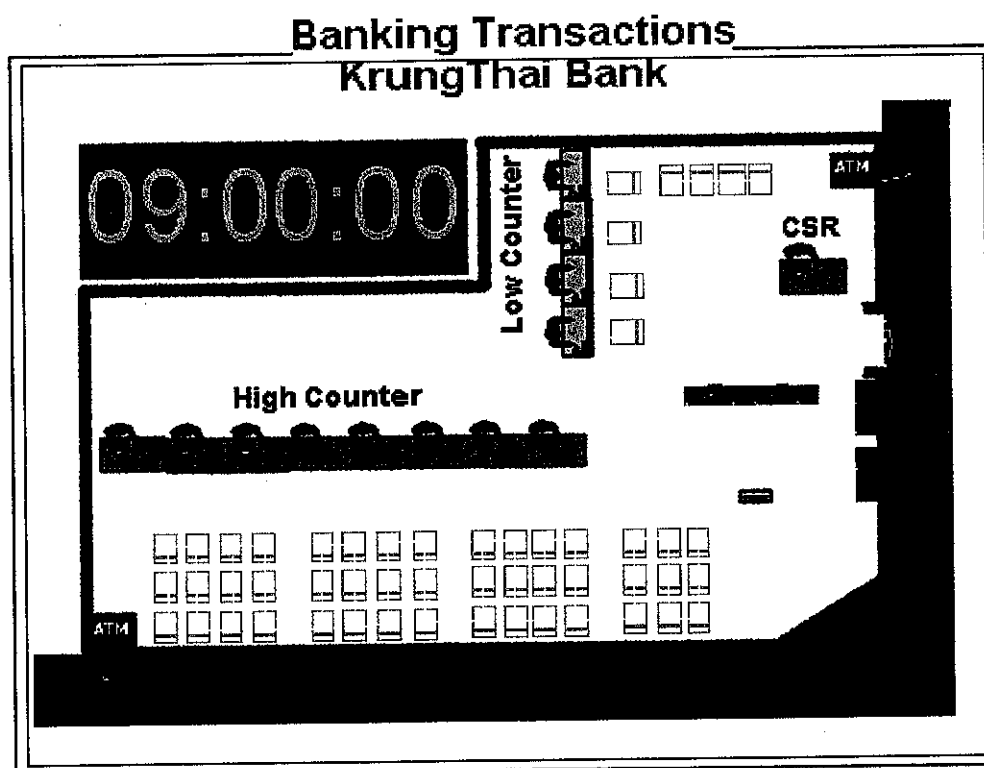 Banking Transactions
KrungThai Bank
09:00:00
Low Counter
ATM
CSR
High Counter
ATM